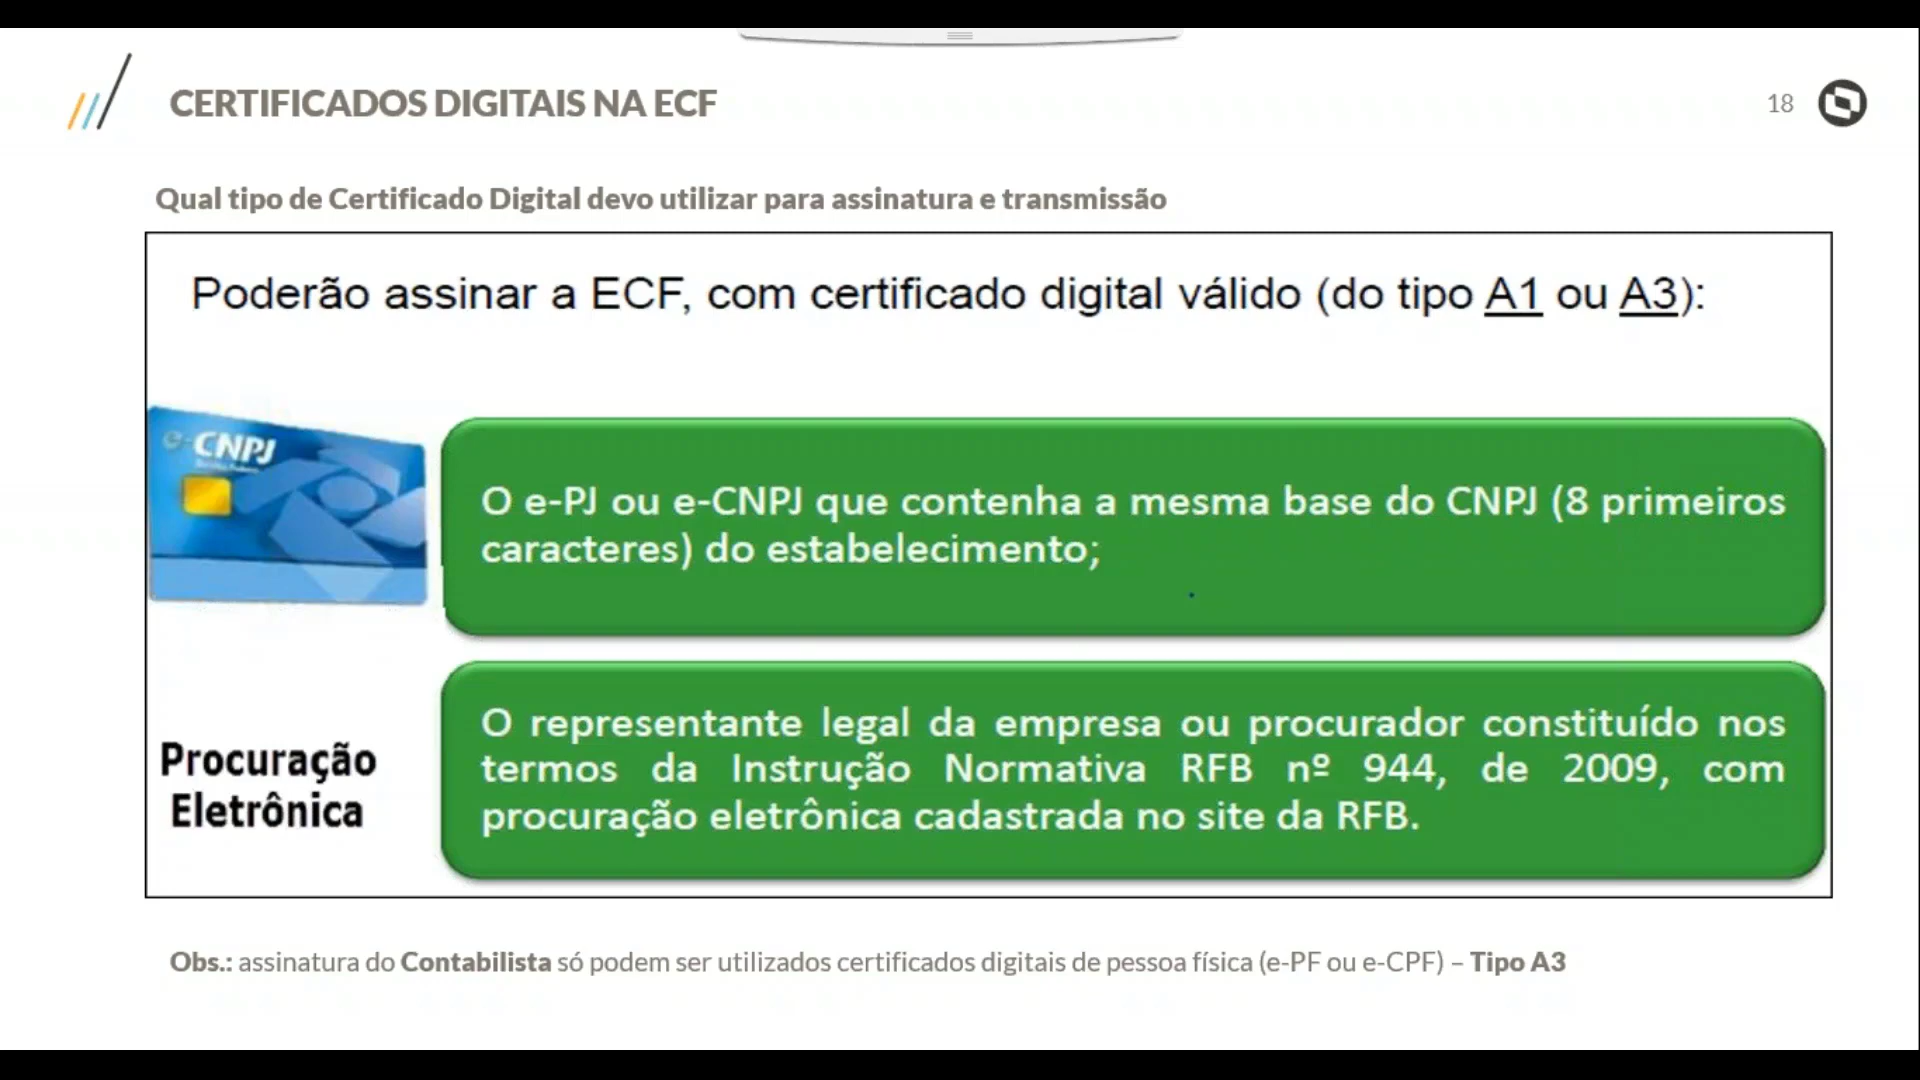 CERTIFICADOS DIGITAIS NA ECF
18
Qual tipo de Certificado Digital devo utilizar para assinatura e transmissão
Poderão assinar a ECF, com certificado digital válido (do tipo A1 ou A3):
e-CNPJ
O e-PJ ou e-CNPJ que contenha a mesma base do CNPJ (8 primeiros
caracteres) do estabelecimento;
Procuração
Eletrônica
O representante legal da empresa ou procurador constituído nos
termos da Instrução Normativa RFB nº 944, de 2009, com
procuração eletrônica cadastrada no site da RFB.
Obs.: assinatura do Contabilista só podem ser utilizados certificados digitais de pessoa física (e-PF ou e-CPF) – Tipo A3